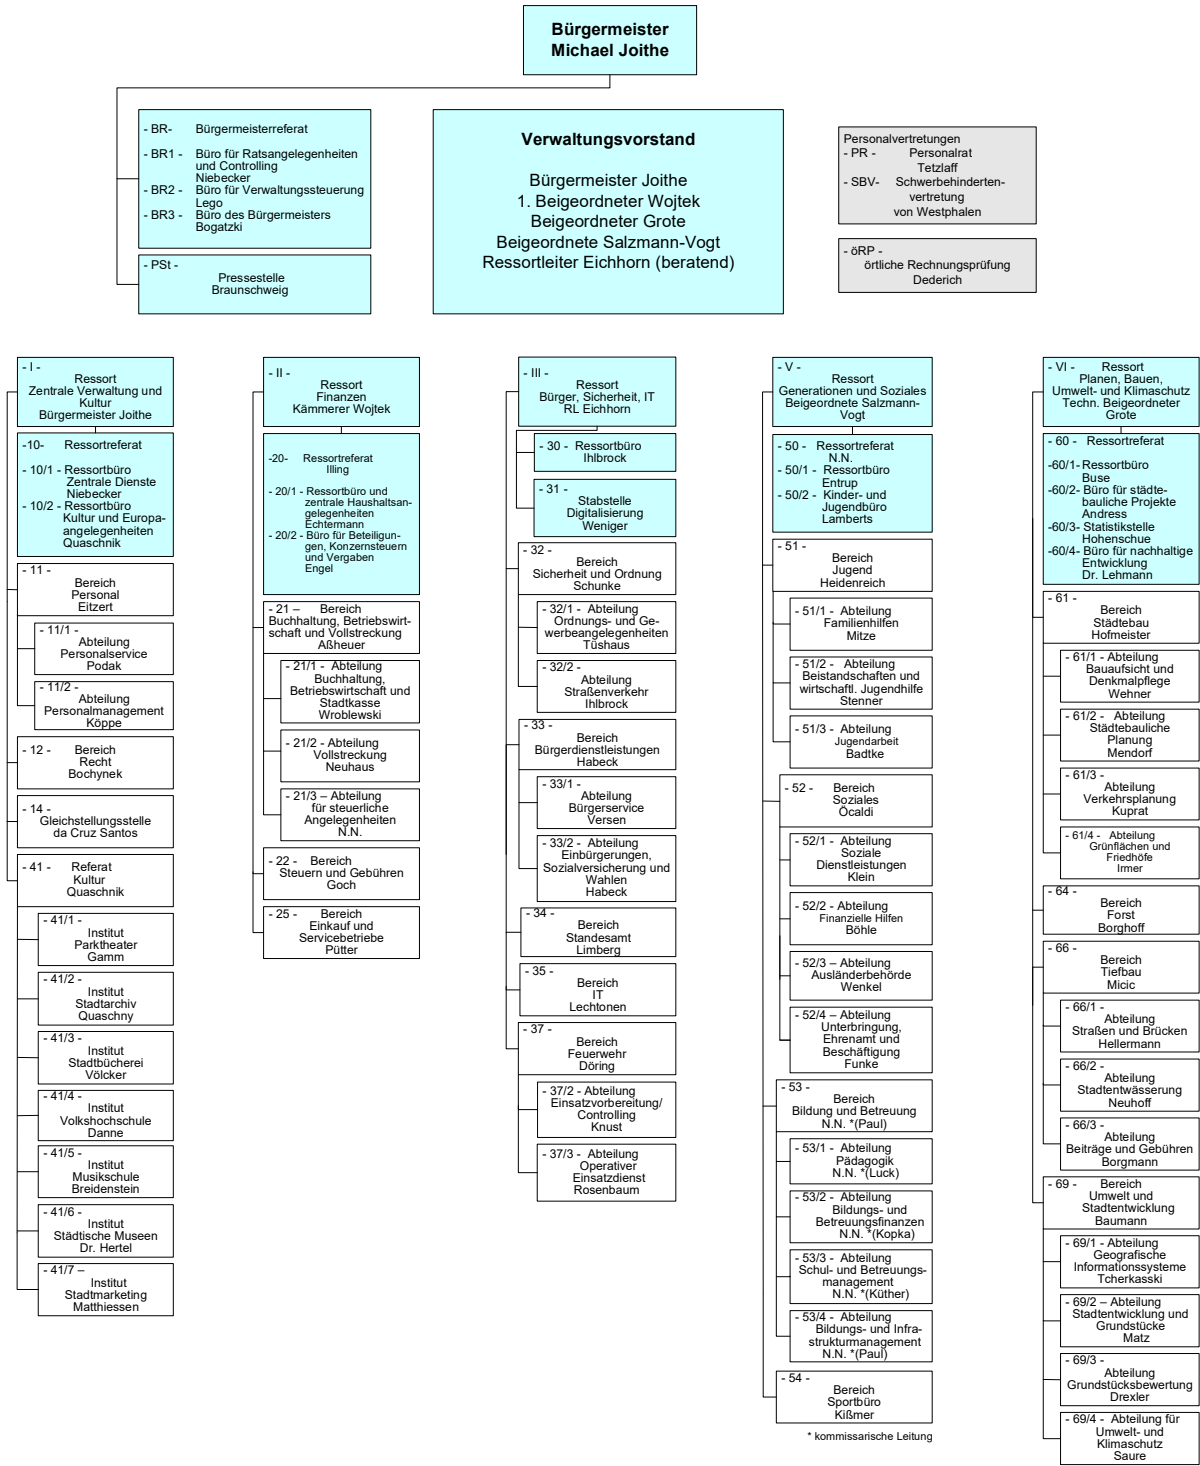 Bürgermeister
Michael Joithe
- BR- Bürgermeisterreferat
- BR1 - Büro für Ratsangelegenheiten
und Controlling
Niebecker
- BR2 - Büro für Verwaltungssteuerung
Lego
- BR3 - Büro des Bürgermeisters
Bogatzki
- PSt -
Pressestelle
Braunschweig
Verwaltungsvorstand
Bürgermeister Joithe
1. Beigeordneter Wojtek
Beigeordneter Grote
Beigeordnete Salzmann-Vogt
Ressortleiter Eichhorn (beratend)
Personalvertretungen
- PR - Personalrat
Tetzlaff
- SBV- Schwerbehinderten-
vertretung
von Westphalen
- öRP -
örtliche Rechnungsprüfung
Dederich
- I -
Ressort
Zentrale Verwaltung und
Kultur
Bürgermeister Joithe
-10- Ressortreferat
- 10/1 - Ressortbüro
Zentrale Dienste
Niebecker
- 10/2 - Ressortbüro
Kultur und Europa-
angelegenheiten
Quaschnik
- 11 -
Bereich
Personal
Eitzert
- 11/1 -
Abteilung
Personalservice
Podak
- 11/2 -
Abteilung
Personalmanagement
Köppe
- 12 - Bereich
Recht
Bochynek
- 14 -
Gleichstellungsstelle
da Cruz Santos
- 41 - Referat
Kultur
Quaschnik
- 41/1 -
Institut
Parktheater
Gamm
- 41/2 -
Institut
Stadtarchiv
Quaschny
- 41/3 -
Institut
Stadtbücherei
Völcker
- 41/4 -
Institut
Volkshochschule
Danne
- 41/5 -
Institut
Musikschule
Breidenstein
- 41/6 -
Institut
Städtische Museen
Dr. Hertel
- 41/7 –
Institut
Stadtmarketing
Matthiessen
- II -
Ressort
Finanzen
Kämmerer Wojtek
-20- Ressortreferat
Illing
- 20/1 - Ressortbüro und
zentrale Haushaltsan-
gelegenheiten
Echtermann
- 20/2 - Büro für Beteiligun-
gen, Konzernsteuern
und Vergaben
Engel
- 21 – Bereich
Buchhaltung, Betriebswirt-
schaft und Vollstreckung
Aßheuer
- 21/1 - Abteilung
Buchhaltung,
Betriebswirtschaft und
Stadtkasse
Wroblewski
- 21/2 - Abteilung
Vollstreckung
Neuhaus
- 21/3 – Abteilung
für steuerliche
Angelegenheiten
N.N.
- 22 - Bereich
Steuern und Gebühren
Goch
- 25 - Bereich
Einkauf und
Servicebetriebe
Pütter
- III -
Ressort
Bürger, Sicherheit, IT
RL Eichhorn
- 30 - Ressortbüro
Ihlbrock
- 31 -
Stabstelle
Digitalisierung
Weniger
- 32 -
Bereich
Sicherheit und Ordnung
Schunke
- 32/1 - Abteilung
Ordnungs- und Ge-
werbeangelegenheiten
Tüshaus
- 32/2 -
Abteilung
Straßenverkehr
Ihlbrock
- 33 -
Bereich
Bürgerdienstleistungen
Habeck
- 33/1 -
Abteilung
Bürgerservice
Versen
- 33/2 - Abteilung
Einbürgerungen,
Sozialversicherung und
Wahlen
Habeck
- 34 -
Bereich
Standesamt
Limberg
- 35 -
Bereich
IT
Lechtonen
- 37 -
Bereich
Feuerwehr
Döring
- 37/2 - Abteilung
Einsatzvorbereitung/
Controlling
Knust
- 37/3 - Abteilung
Operativer
Einsatzdienst
Rosenbaum
- V -
Ressort
Generationen und Soziales
Beigeordnete Salzmann-
Vogt
- 50 - Ressortreferat
N.N.
- 50/1 - Ressortbüro
Entrup
- 50/2 - Kinder- und
Jugendbüro
Lamberts
- 51 -
Bereich
Jugend
Heidenreich
- 51/1 - Abteilung
Familienhilfen
Mitze
- 51/2 - Abteilung
Beistandschaften und
wirtschaftl. Jugendhilfe
Stenner
- 51/3 - Abteilung
Jugendarbeit
Badtke
- 52 - Bereich
Soziales
Öcaldi
- 52/1 - Abteilung
Soziale
Dienstleistungen
Klein
- 52/2 - Abteilung
Finanzielle Hilfen
Böhle
- 52/3 – Abteilung
Ausländerbehörde
Wenkel
- 52/4 – Abteilung
Unterbringung,
Ehrenamt und
Beschäftigung
Funke
- 53 -
Bereich
Bildung und Betreuung
N.N. *(Paul)
- 53/1 - Abteilung
Pädagogik
N.N. *(Luck)
- 53/2 - Abteilung
Bildungs- und
Betreuungsfinanzen
N.N. *(Kopka)
- 53/3 - Abteilung
Schul- und Betreuungs-
management
N.N. *(Küther)
- 53/4 - Abteilung
Bildungs- und Infra-
strukturmanagement
N.N. *(Paul)
- 54 -
Bereich
Sportbüro
Kißmer
* kommissarische Leitung
- VI - Ressort
Planen, Bauen,
Umwelt- und Klimaschutz
Techn. Beigeordneter
Grote
- 60 - Ressortreferat
-60/1- Ressortbüro
Buse
-60/2- Büro für städte-
bauliche Projekte
Andress
-60/3- Statistikstelle
Hohenschue
-60/4- Büro für nachhaltige
Entwicklung
Dr. Lehmann
- 61 -
Bereich
Städtebau
Hofmeister
- 61/1 - Abteilung
Bauaufsicht und
Denkmalpflege
Wehner
- 61/2 - Abteilung
Städtebauliche
Planung
Mendorf
- 61/3 -
Abteilung
Verkehrsplanung
Kuprat
- 61/4 - Abteilung
Grünflächen und
Friedhöfe
Irmer
- 64 -
Bereich
Forst
Borghoff
- 66 -
Bereich
Tiefbau
Micic
- 66/1 -
Abteilung
Straßen und Brücken
Hellermann
- 66/2 -
Abteilung
Stadtentwässerung
Neuhoff
- 66/3 -
Abteilung
Beiträge und Gebühren
Borgmann
- 69 - Bereich
Umwelt und
Stadtentwicklung
Baumann
- 69/1 - Abteilung
Geografische
Informationssysteme
Tcherkasski
- 69/2 – Abteilung
Stadtentwicklung und
Grundstücke
Matz
- 69/3 -
Abteilung
Grundstücksbewertung
Drexler
- 69/4 - Abteilung für
Umwelt- und
Klimaschutz
Saure